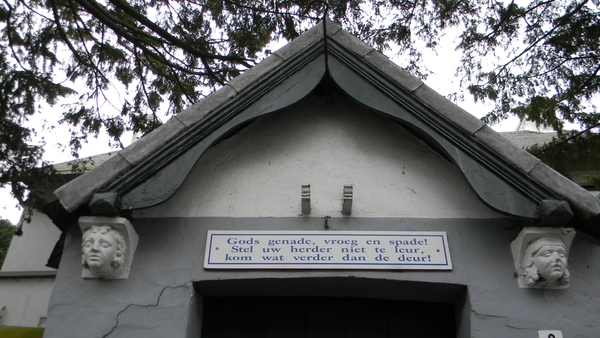 Gods genade, vroeg en spade!
Stel uw herder niet te leur,
kom wat verder dan de deur!